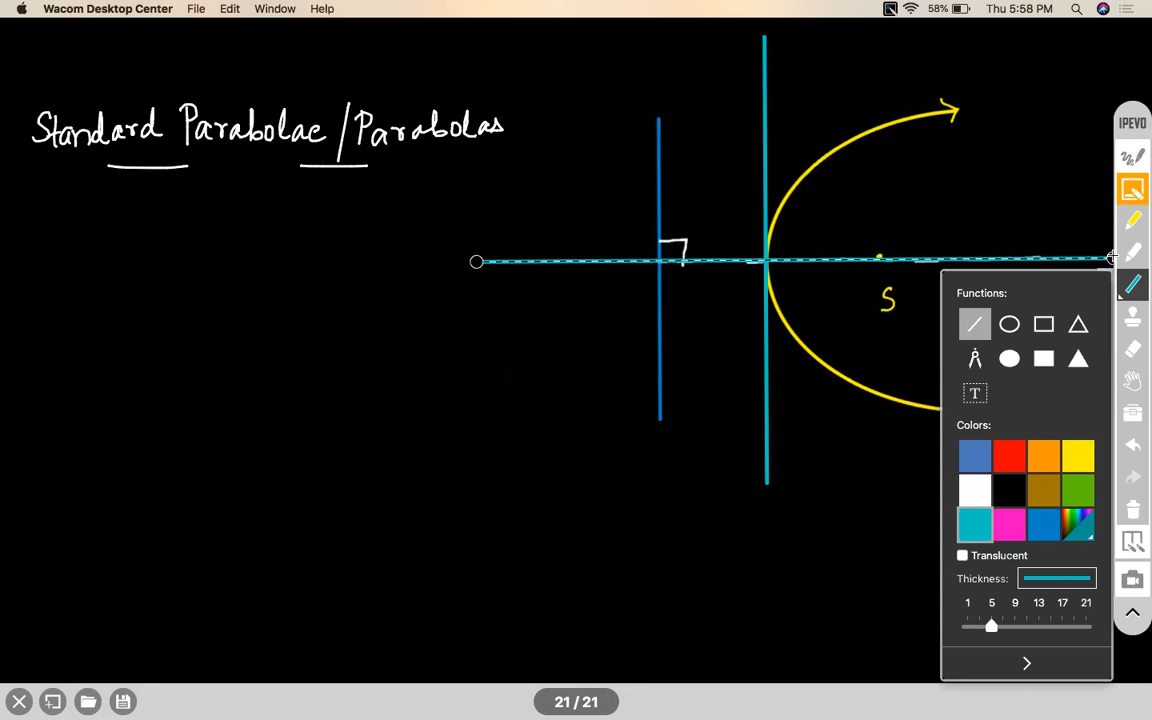 Wacom Desktop Center File Edit Window Help 58% Thu 5:58 PM
Standard Parabolae / Parabolas
IPEVO
S
Functions:
T
Colors:
Translucent
Thickness:
1 5 9 13 17 21
21 / 21